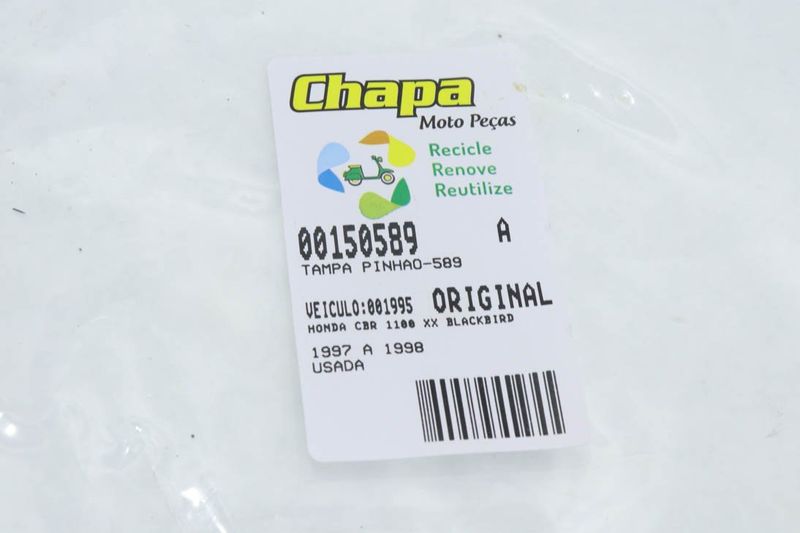 Chapa
Moto Peças
Recicle
Renove
Reutilize
00150589 A
TAMPA PINHAO-589
VEICULO:001995 ORIGINAL
HONDA CBR 1100 XX BLACKBIRD
1997 A 1998
USADA